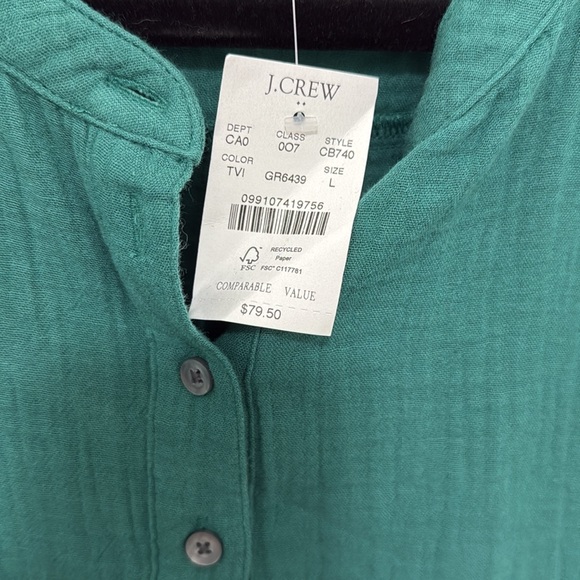 J.CREW
DEPT CLASS STYLE
CA0 007 CB740
COLOR SIZE
TVI GR6439 L
099107419756
RECYCLED
Paper
FSC FSC® C117781
COMPARABLE VALUE
$79.50